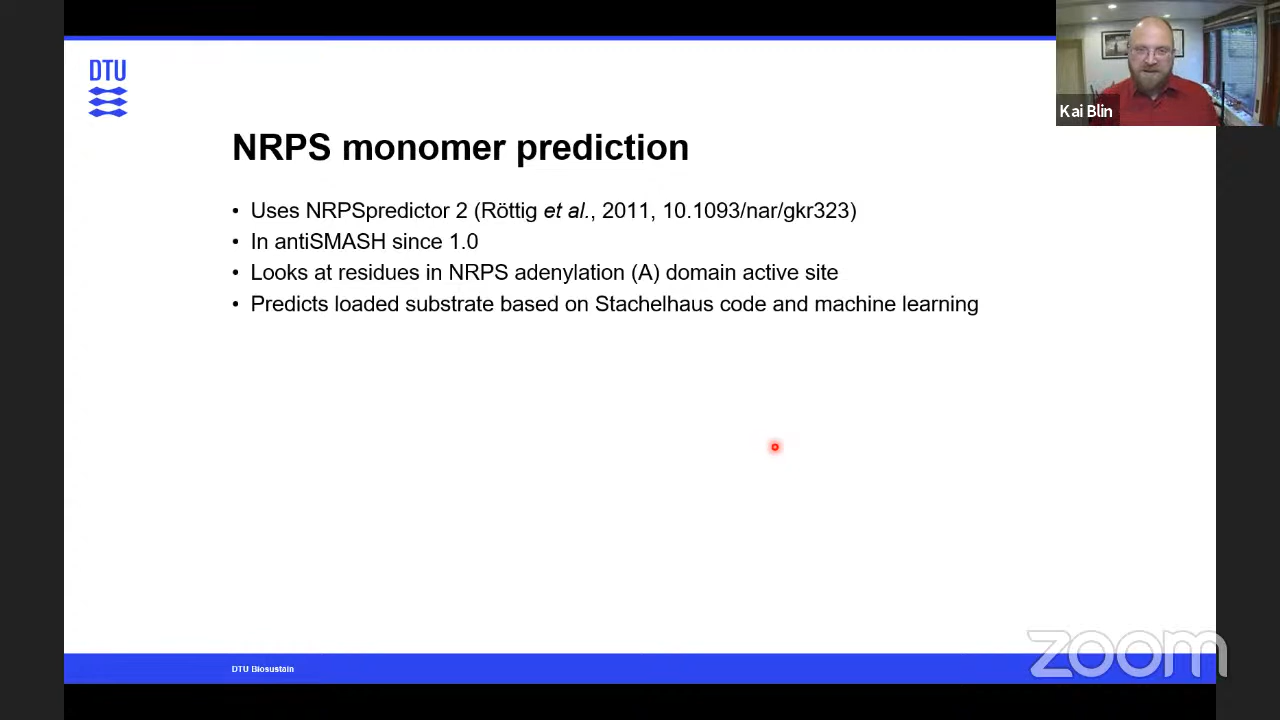 DTU
Kai Blin
NRPS monomer prediction
• Uses NRPSpredictor 2 (Röttig et al., 2011, 10.1093/nar/gkr323)
• In antiSMASH since 1.0
• Looks at residues in NRPS adenylation (A) domain active site
• Predicts loaded substrate based on Stachelhaus code and machine learning
DTU Biosustain
zoom